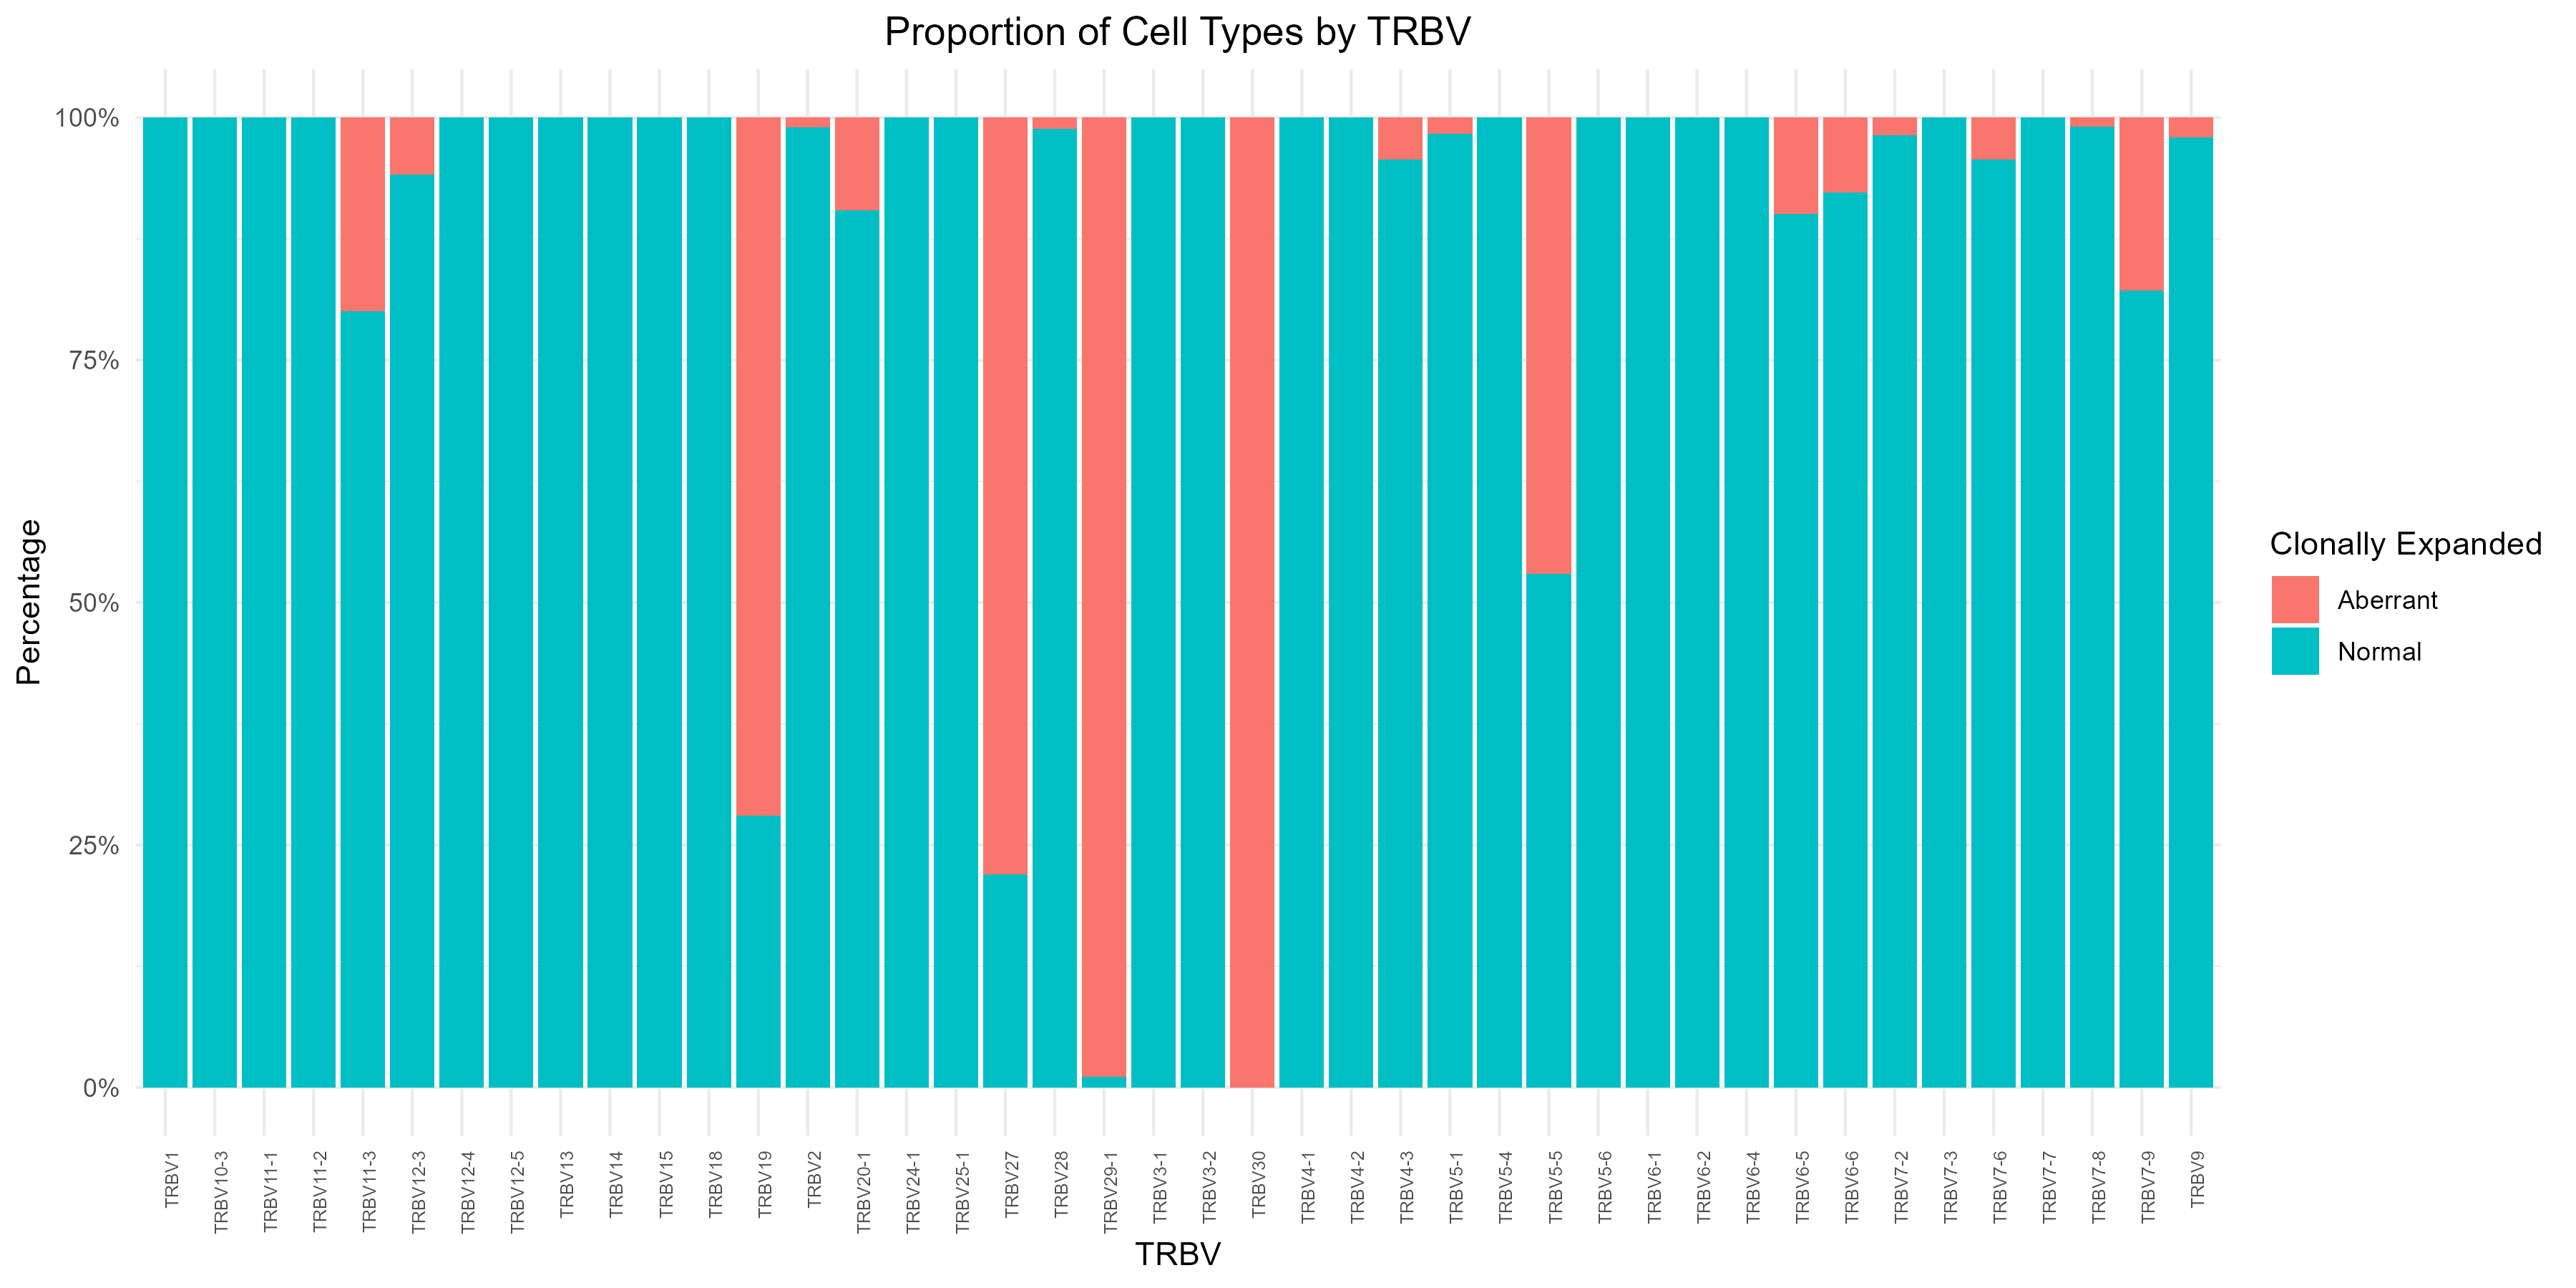 Proportion of Cell Types by TRBV
Percentage
100%
75%
50%
25%
0%
TRBV1
TRBV10-3
TRBV11-1
TRBV11-2
TRBV11-3
TRBV12-3
TRBV12-4
TRBV12-5
TRBV13
TRBV14
TRBV15
TRBV18
TRBV19
TRBV2
TRBV20-1
TRBV24-1
TRBV25-1
TRBV27
TRBV28
TRBV29-1
TRBV3-1
TRBV3-2
TRBV30
TRBV4-1
TRBV4-2
TRBV4-3
TRBV5-1
TRBV5-4
TRBV5-5
TRBV5-6
TRBV6-1
TRBV6-2
TRBV6-4
TRBV6-5
TRBV6-6
TRBV7-2
TRBV7-3
TRBV7-6
TRBV7-7
TRBV7-8
TRBV7-9
TRBV9
TRBV
Clonally Expanded
Aberrant
Normal